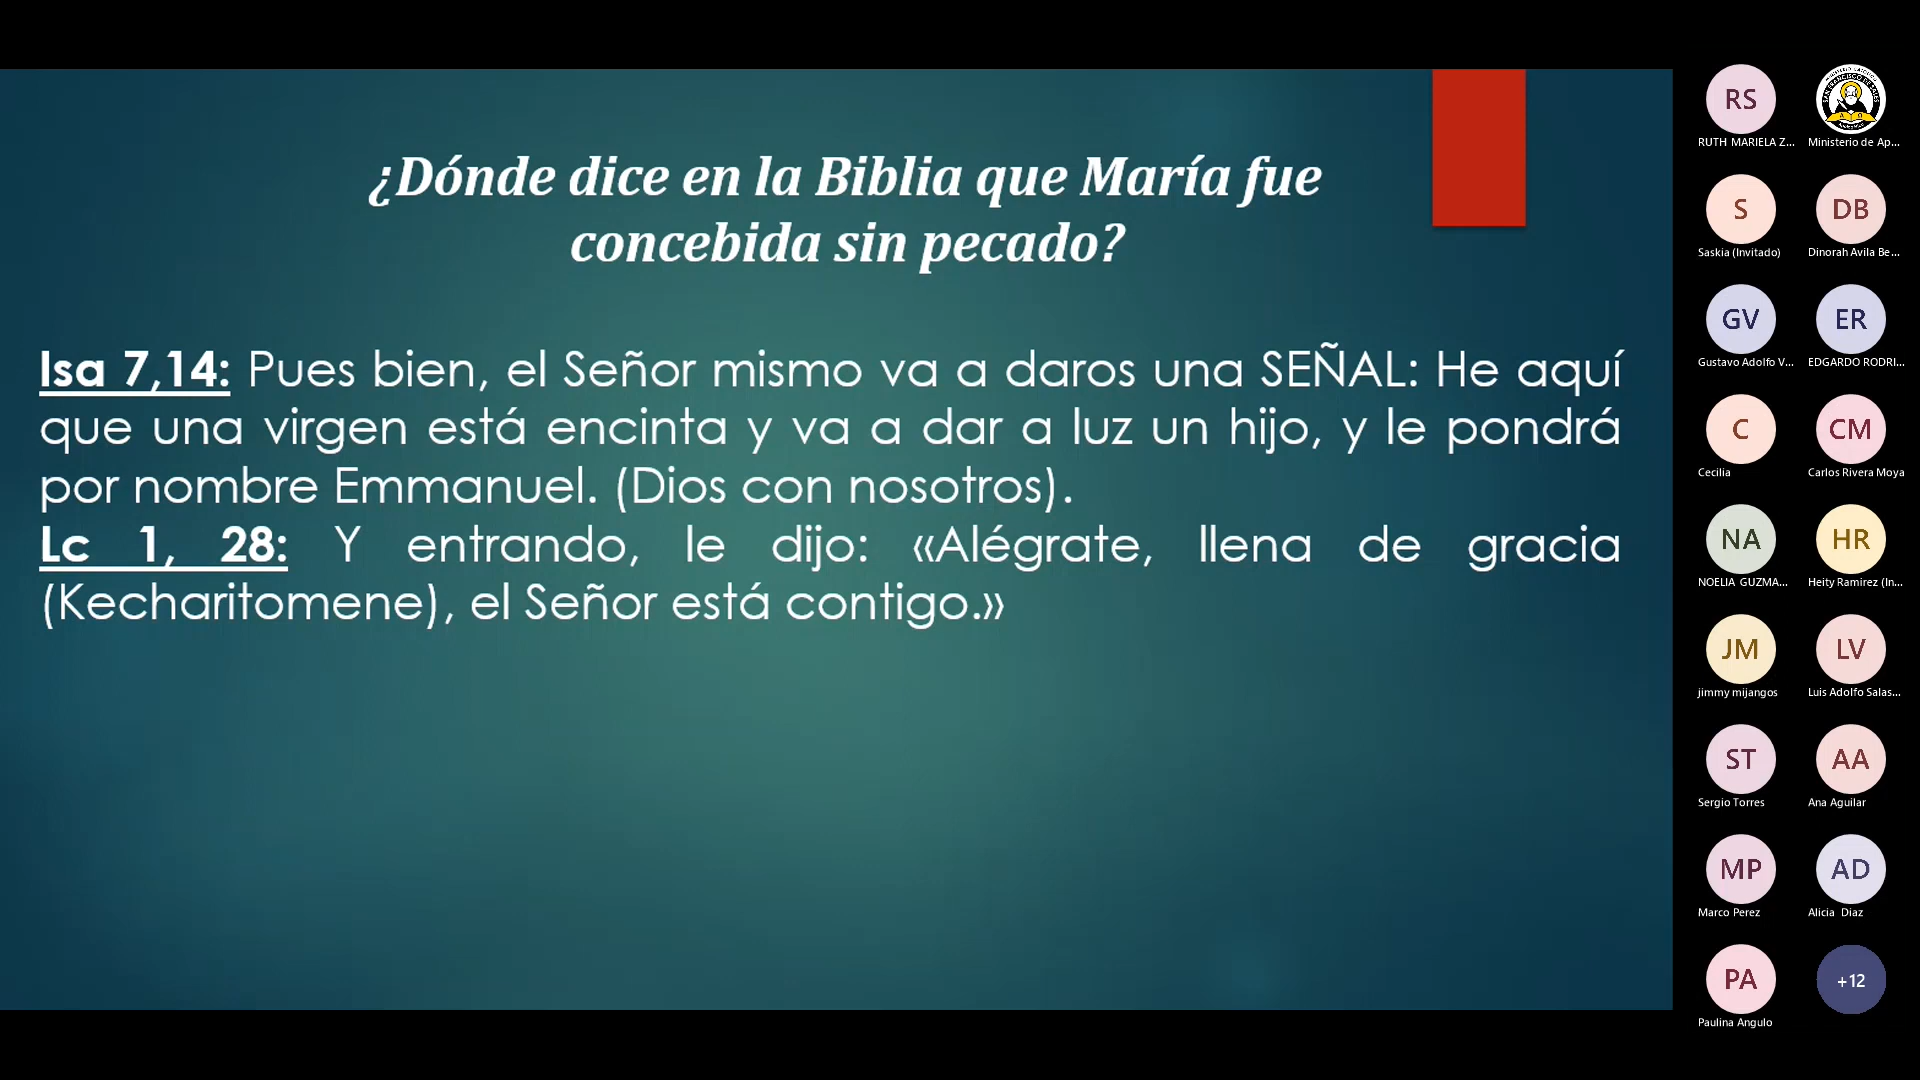 ¿Dónde dice en la Biblia que María fue
concebida sin pecado?
Isa 7,14: Pues bien, el Señor mismo va a daros una SEÑAL: He aquí
que una virgen está encinta y va a dar a luz un hijo, y le pondrá
por nombre Emmanuel. (Dios con nosotros).
Lc 1, 28: Y entrando, le dijo: «Alégrate, llena de gracia
(Kecharitomene), el Señor está contigo.»
RS
RUTH MARIELA Z...
Ministerio de Ap...
S
Saskia (Invitado)
DB
Dinorah Avila Be...
GV
Gustavo Adolfo V...
ER
EDGARDO RODRI...
C
Cecilia
CM
Carlos Rivera Moya
NA
NOELIA GUZMA...
HR
Heity Ramirez (In...
JM
jimmy mijangos
LV
Luis Adolfo Salas...
ST
Sergio Torres
AA
Ana Aguilar
MP
Marco Perez
AD
Alicia Diaz
PA
Paulina Angulo
+12